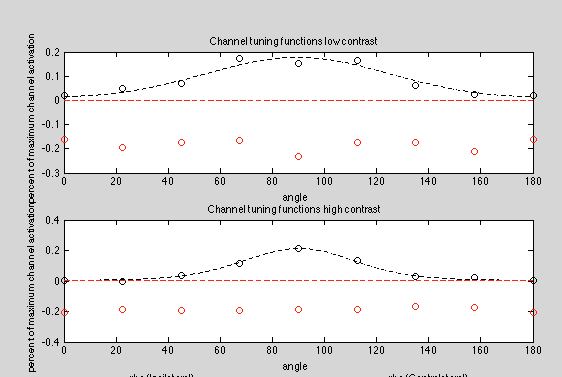 Channel tuning functions low contrast
percent of maximum channel activation
0.2
0.1
0
-0.1
-0.2
-0.3
0 20 40 60 80 100 120 140 160 180
angle
Channel tuning functions high contrast
percent of maximum channel activation
0.4
0.2
0
-0.2
-0.4
0 20 40 60 80 100 120 140 160 180
angle